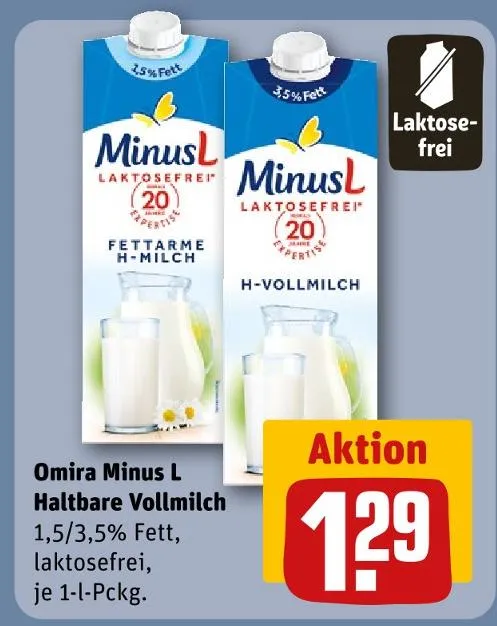 1,5% Fett
MinusL
LAKTOSEFREI*
20
JAHRE
EXPERTISE
FETTARME
H-MILCH
3,5% Fett
MinusL
LAKTOSEFREI*
20
JAHRE
EXPERTISE
H-VOLLMILCH
Laktose-
frei
Omira Minus L
Haltbare Vollmilch
1,5/3,5% Fett,
laktosefrei,
je 1-l-Pckg.
Aktion
1.29